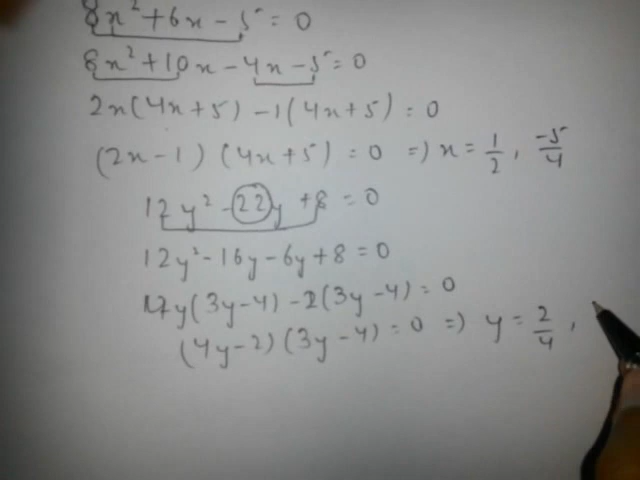 8x² + 6x - 5 = 0
8x² + 10x - 4x - 5 = 0
2x(4x + 5) - 1(4x + 5) = 0
(2x - 1)(4x + 5) = 0 ⇒ x = 1/2, -5/4
12y² - 22y + 8 = 0
12y² - 16y - 6y + 8 = 0
4y(3y - 4) - 2(3y - 4) = 0
(4y - 2)(3y - 4) = 0 ⇒ y = 2/4,